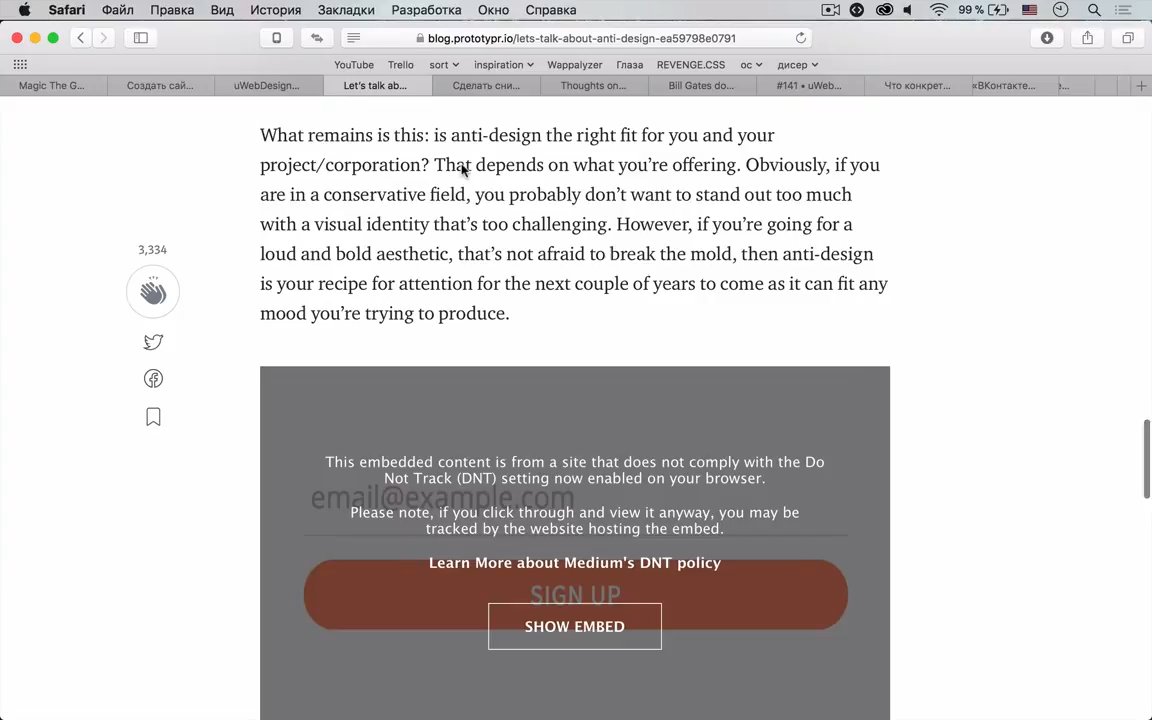 Safari Файл Правка Вид История Закладки Разработка Окно Справка 99 %
blog.prototypr.io/lets-talk-about-anti-design-ea59798e0791
YouTube Trello sort inspiration Wappalyzer Глаза REVENGE.CSS ос дисер
Magic The G... Создать сай... uWebDesign... Let's talk ab... Сделать сни... Thoughts on... Bill Gates do... #141 • uWeb... Что конкрет... «ВКонтакте...
What remains is this: is anti-design the right fit for you and your
project/corporation? That depends on what you're offering. Obviously, if you
are in a conservative field, you probably don't want to stand out too much
with a visual identity that's too challenging. However, if you're going for a
loud and bold aesthetic, that's not afraid to break the mold, then anti-design
is your recipe for attention for the next couple of years to come as it can fit any
mood you're trying to produce.
3,334
This embedded content is from a site that does not comply with the Do
Not Track (DNT) setting now enabled on your browser.
email@example.com
Please note, if you click through and view it anyway, you may be
tracked by the website hosting the embed.
Learn More about Medium's DNT policy
SIGN UP
SHOW EMBED